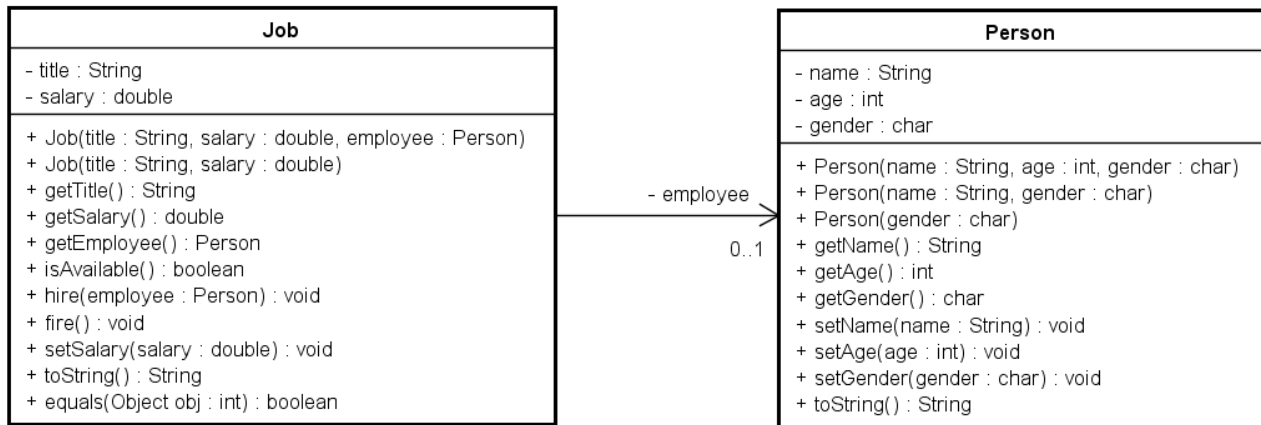 Job
- title : String
- salary : double
+ Job(title : String, salary : double, employee : Person)
+ Job(title : String, salary : double)
+ getTitle() : String
+ getSalary() : double
+ getEmployee() : Person
+ isAvailable() : boolean
+ hire(employee : Person) : void
+ fire() : void
+ setSalary(salary : double) : void
+ toString() : String
+ equals(Object obj : int) : boolean
- employee
0..1
Person
- name : String
- age : int
- gender : char
+ Person(name : String, age : int, gender : char)
+ Person(name : String, gender : char)
+ Person(gender : char)
+ getName() : String
+ getAge() : int
+ getGender() : char
+ setName(name : String) : void
+ setAge(age : int) : void
+ setGender(gender : char) : void
+ toString() : String